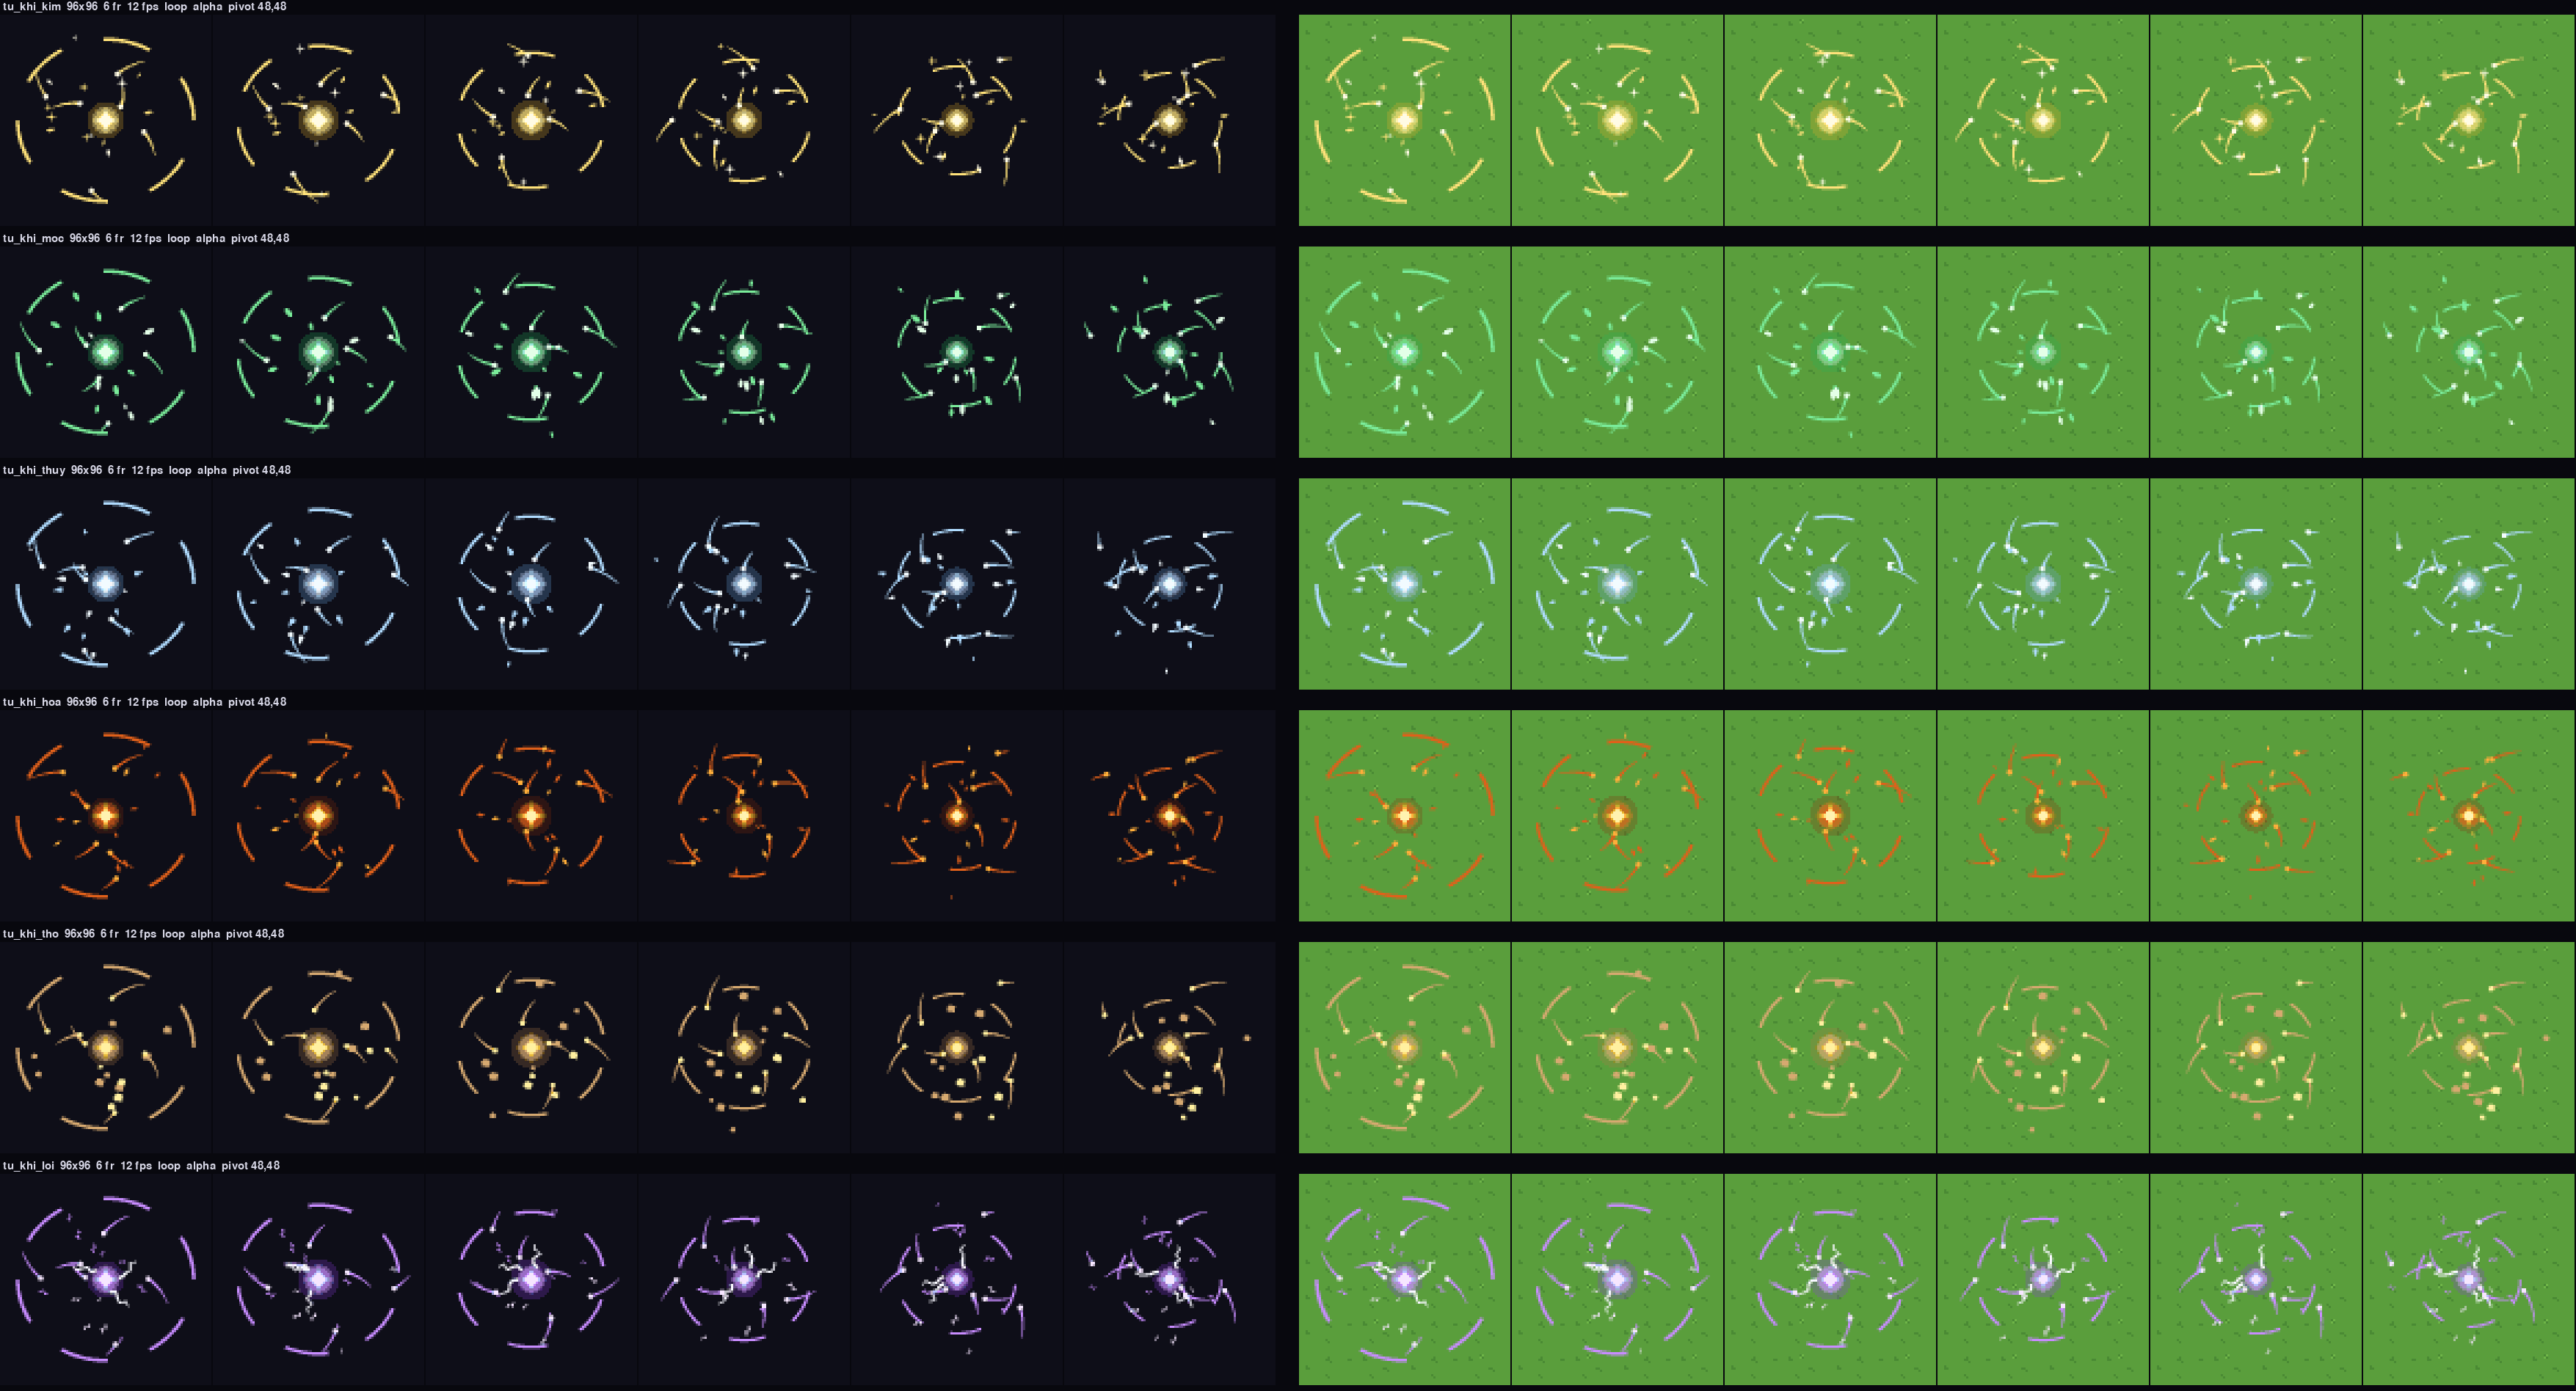 tu_khi_kim 96x96 6 fr 12 fps loop alpha pivot 48,48
tu_khi_moc 96x96 6 fr 12 fps loop alpha pivot 48,48
tu_khi_thuy 96x96 6 fr 12 fps loop alpha pivot 48,48
tu_khi_hoa 96x96 6 fr 12 fps loop alpha pivot 48,48
tu_khi_tho 96x96 6 fr 12 fps loop alpha pivot 48,48
tu_khi_loi 96x96 6 fr 12 fps loop alpha pivot 48,48